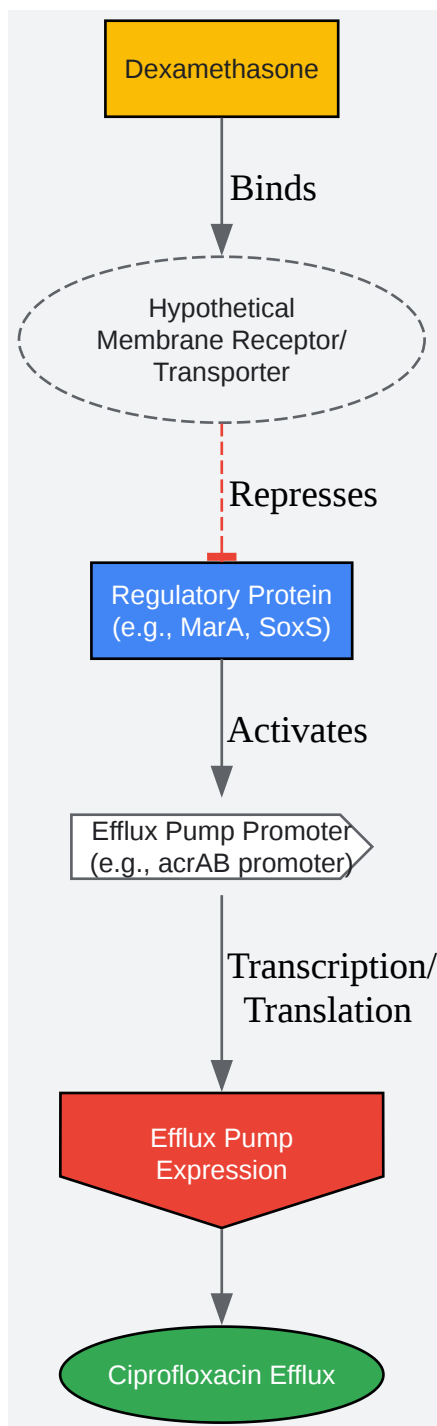 Dexamethasone
Binds
Hypothetical
Membrane Receptor/
Transporter
Represses
Regulatory Protein
(e.g., MarA, SoxS)
Activates
Efflux Pump Promoter
(e.g., acrAB promoter)
Transcription/
Translation
Efflux Pump
Expression
Ciprofloxacin Efflux